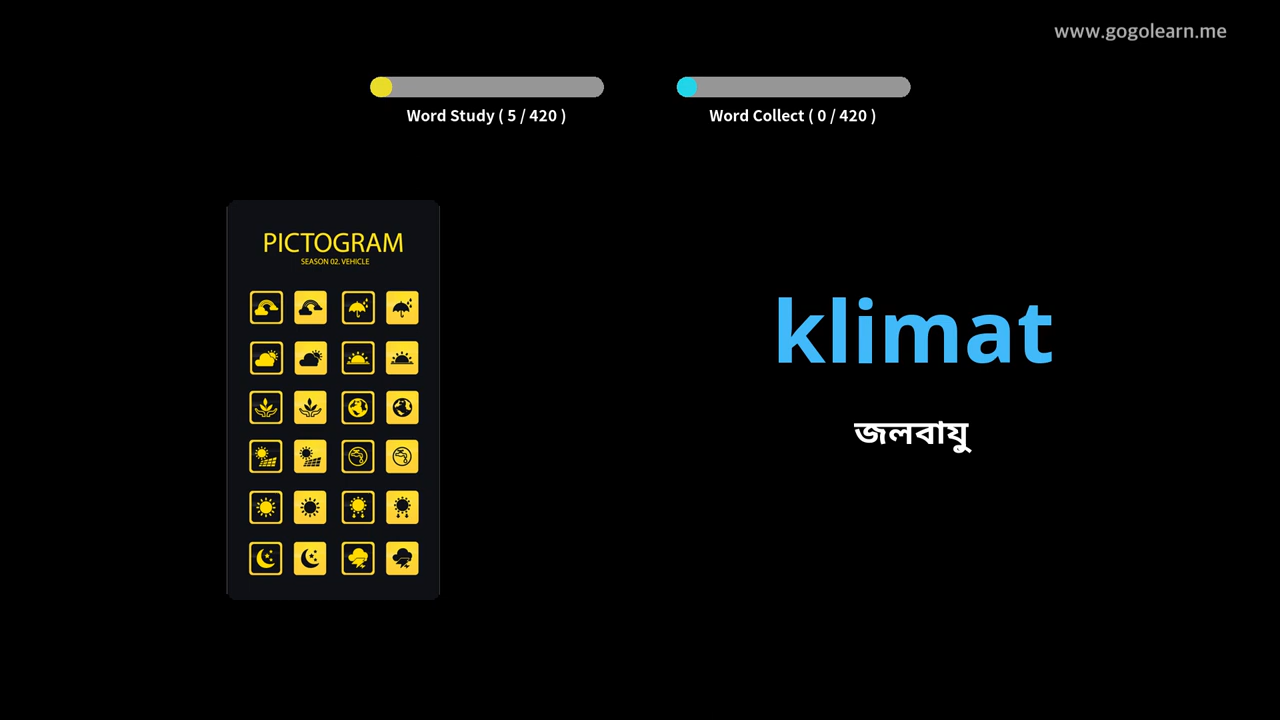 www.gogolearn.me
Word Study ( 5 / 420 )
Word Collect ( 0 / 420 )
PICTOGRAM
SEASON 02. VEHICLE
klimat
জলবাযু